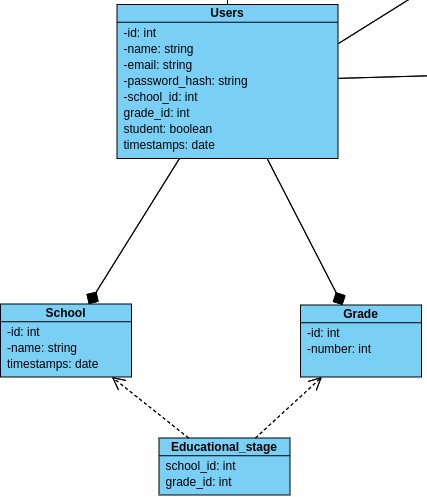 Users
-id: int
-name: string
-email: string
-password_hash: string
-school_id: int
grade_id: int
student: boolean
timestamps: date
School
-id: int
-name: string
timestamps: date
Grade
-id: int
-number: int
Educational_stage
school_id: int
grade_id: int